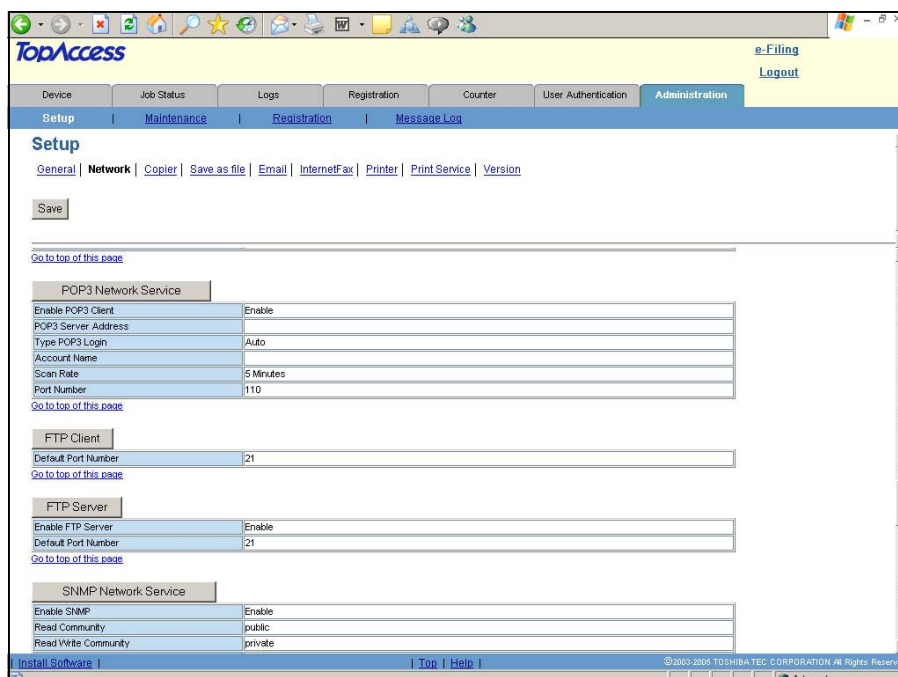 TopAccess
e-Filing
Logout
Device Job Status Logs Registration Counter User Authentication Administration
Setup | Maintenance | Registration | Message Log
Setup
General | Network | Copier | Save as file | Email | InternetFax | Printer | Print Service | Version
Save
Go to top of this page
POP3 Network Service
Enable POP3 Client Enable
POP3 Server Address
Type POP3 Login Auto
Account Name
Scan Rate 5 Minutes
Port Number 110
Go to top of this page
FTP Client
Default Port Number 21
Go to top of this page
FTP Server
Enable FTP Server Enable
Default Port Number 21
Go to top of this page
SNMP Network Service
Enable SNMP Enable
Read Community public
Read Write Community private
| Install Software | | Top | Help | ©2003-2005 TOSHIBA TEC CORPORATION All Rights Reserv